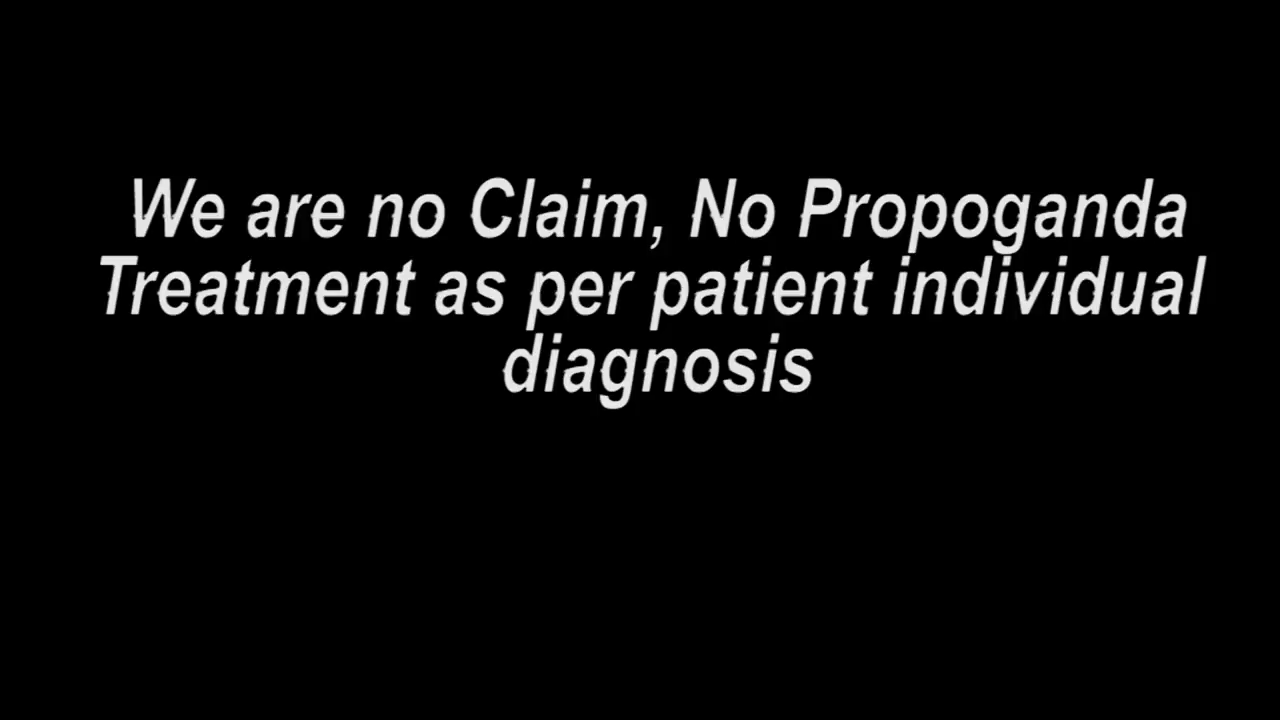 We are no Claim, No Propoganda
Treatment as per patient individual
diagnosis